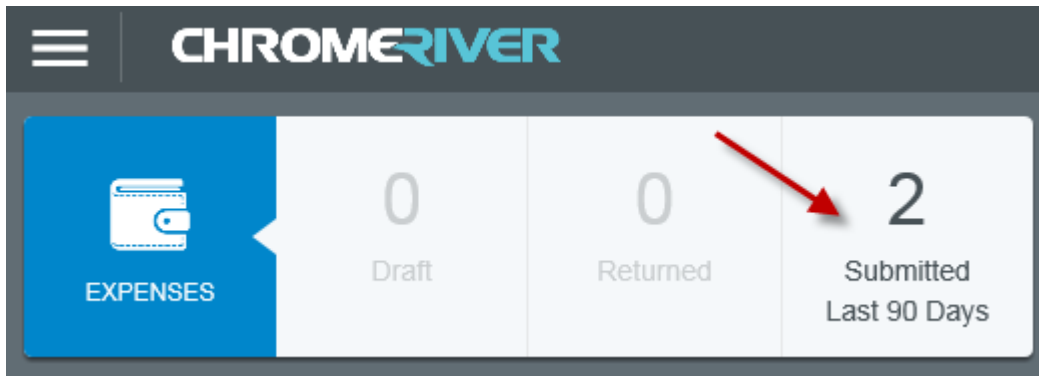 CHROMERIVER
EXPENSES
0
Draft
0
Returned
2
Submitted
Last 90 Days